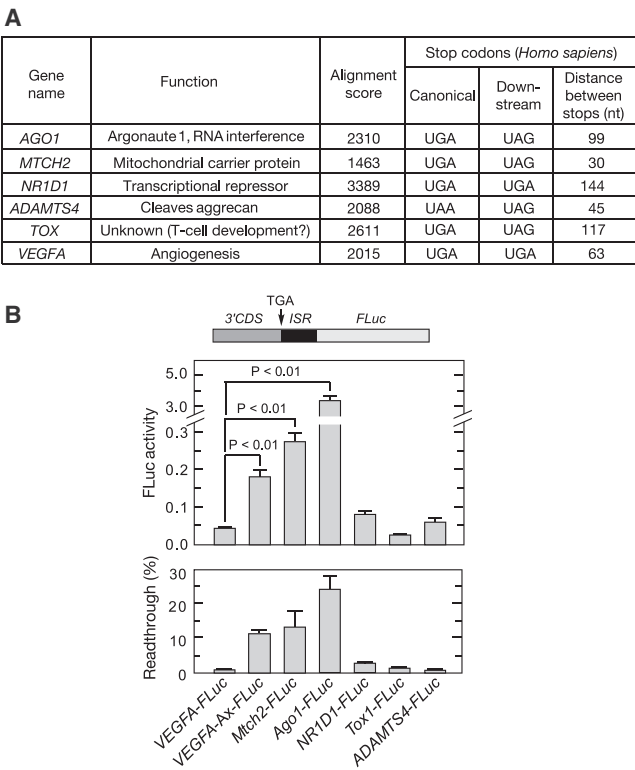 A
Gene name
Function
Alignment score
Stop codons (Homo sapiens)
Canonical
Down-stream
Distance between stops (nt)
AGO1 Argonaute 1, RNA interference 2310 UGA UAG 99
MTCH2 Mitochondrial carrier protein 1463 UGA UAG 30
NR1D1 Transcriptional repressor 3389 UGA UGA 144
ADAMTS4 Cleaves aggrecan 2088 UAA UAG 45
TOX Unknown (T-cell development?) 2611 UGA UAG 117
VEGFA Angiogenesis 2015 UGA UGA 63
B
TGA
3'CDS ISR FLuc
P < 0.01
P < 0.01
P < 0.01
FLuc activity
5.0
3.0
0.3
0.2
0.1
0.0
Readthrough (%)
30
20
10
0
VEGFA-FLuc
VEGFA-Ax-FLuc
Mtch2-FLuc
Ago1-FLuc
NR1D1-FLuc
Tox1-FLuc
ADAMTS4-FLuc